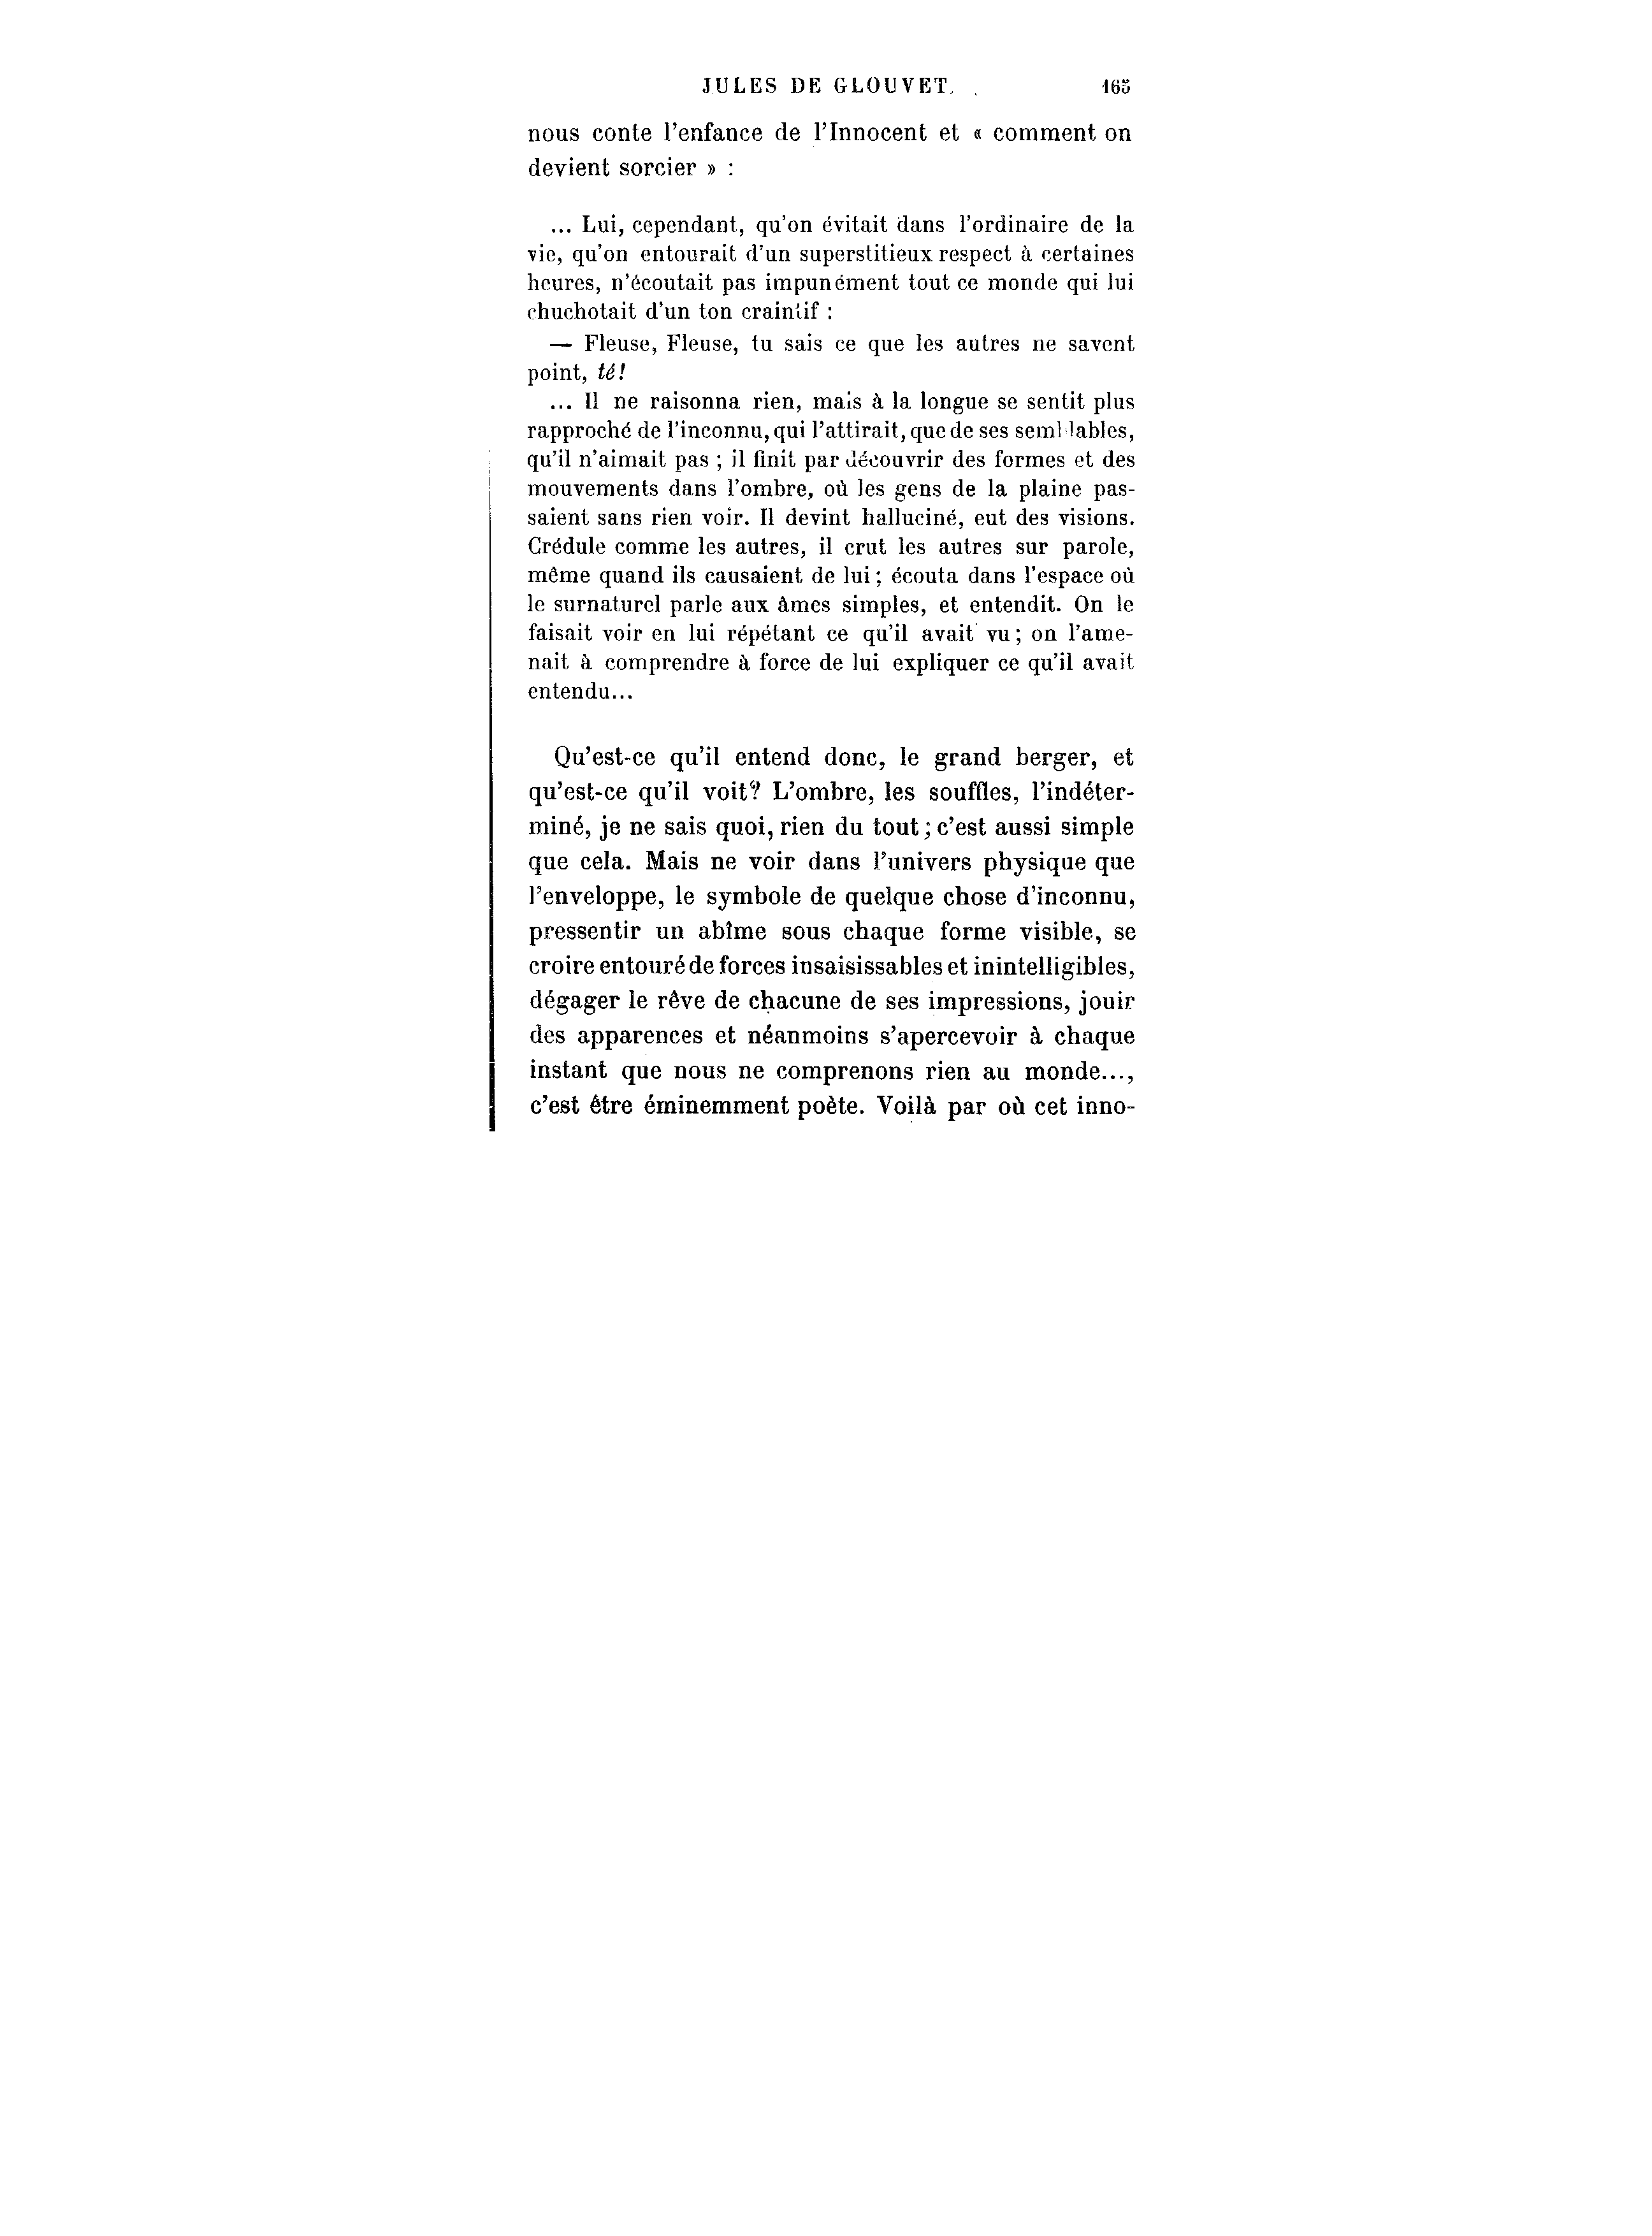 JULES DE GLOUVET. 165
nous conte l'enfance de l'Innocent et « comment on
devient sorcier » :
... Lui, cependant, qu'on évitait dans l'ordinaire de la
vie, qu'on entourait d'un superstitieux respect à certaines
heures, n'écoutait pas impunément tout ce monde qui lui
chuchotait d'un ton craintif :
— Fleuse, Fleuse, tu sais ce que les autres ne savent
point, té!
... Il ne raisonna rien, mais à la longue se sentit plus
rapproché de l'inconnu, qui l'attirait, que de ses semblables,
qu'il n'aimait pas ; il finit par découvrir des formes et des
mouvements dans l'ombre, où les gens de la plaine pas-
saient sans rien voir. Il devint halluciné, eut des visions.
Crédule comme les autres, il crut les autres sur parole,
même quand ils causaient de lui ; écouta dans l'espace où
le surnaturel parle aux âmes simples, et entendit. On le
faisait voir en lui répétant ce qu'il avait vu ; on l'ame-
nait à comprendre à force de lui expliquer ce qu'il avait
entendu...
Qu'est-ce qu'il entend donc, le grand berger, et
qu'est-ce qu'il voit? L'ombre, les souffles, l'indéter-
miné, je ne sais quoi, rien du tout ; c'est aussi simple
que cela. Mais ne voir dans l'univers physique que
l'enveloppe, le symbole de quelque chose d'inconnu,
pressentir un abîme sous chaque forme visible, se
croire entouré de forces insaisissables et inintelligibles,
dégager le rêve de chacune de ses impressions, jouir
des apparences et néanmoins s'apercevoir à chaque
instant que nous ne comprenons rien au monde...,
c'est être éminemment poète. Voilà par où cet inno-